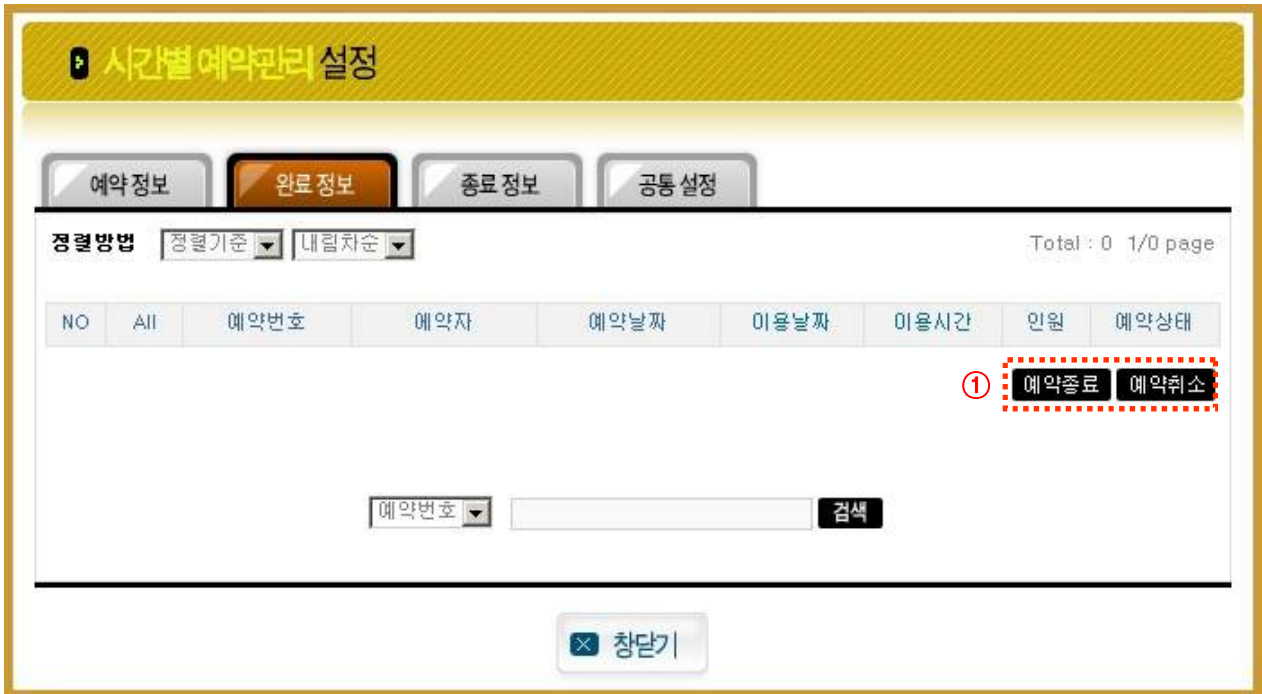 시간별 예약관리 설정
예약 정보 완료 정보 종료 정보 공통 설정
정렬방법 정렬기준 내림차순 Total : 0 1/0 page
NO All 예약번호 예약자 예약날짜 이용날짜 이용시간 인원 예약상태
① 예약종료 예약취소
예약번호 검색
창닫기